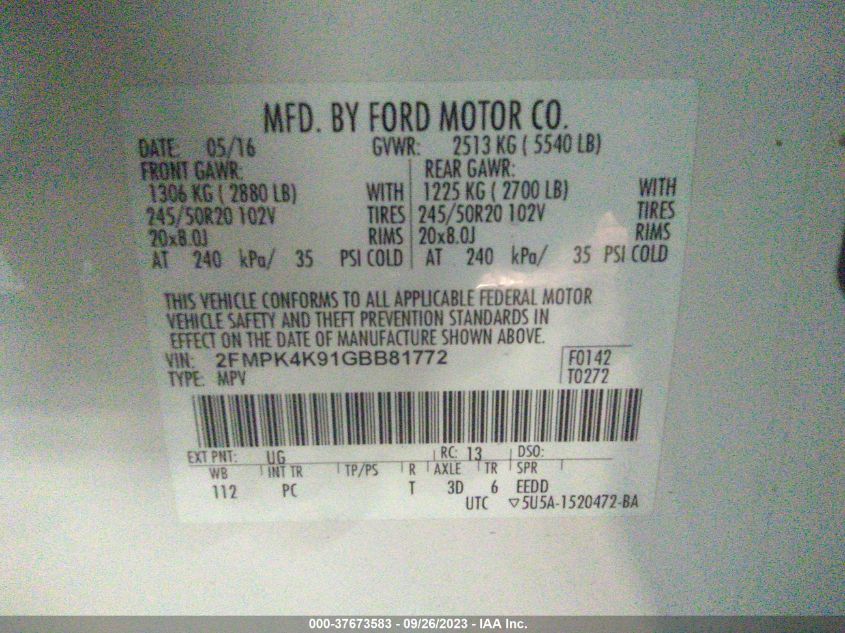 MFD. BY FORD MOTOR CO.
DATE: 05/16 GVWR: 2513 KG ( 5540 LB)
FRONT GAWR: REAR GAWR:
1306 KG ( 2880 LB) WITH 1225 KG ( 2700 LB) WITH
245/50R20 102V TIRES 245/50R20 102V TIRES
20x8.0J RIMS 20x8.0J RIMS
AT 240 kPa/ 35 PSI COLD AT 240 kPa/ 35 PSI COLD
THIS VEHICLE CONFORMS TO ALL APPLICABLE FEDERAL MOTOR
VEHICLE SAFETY AND THEFT PREVENTION STANDARDS IN
EFFECT ON THE DATE OF MANUFACTURE SHOWN ABOVE.
VIN: 2FMPK4K91GBB81772 F0142
TYPE: MPV T0272
EXT PNT: UG RC: 13 DSO:
WB INT TR TP/PS R AXLE TR SPR
112 PC T 3D 6 EEDD
UTC ▽5U5A-1520472-BA
000-37673583 - 09/26/2023 - IAA Inc.